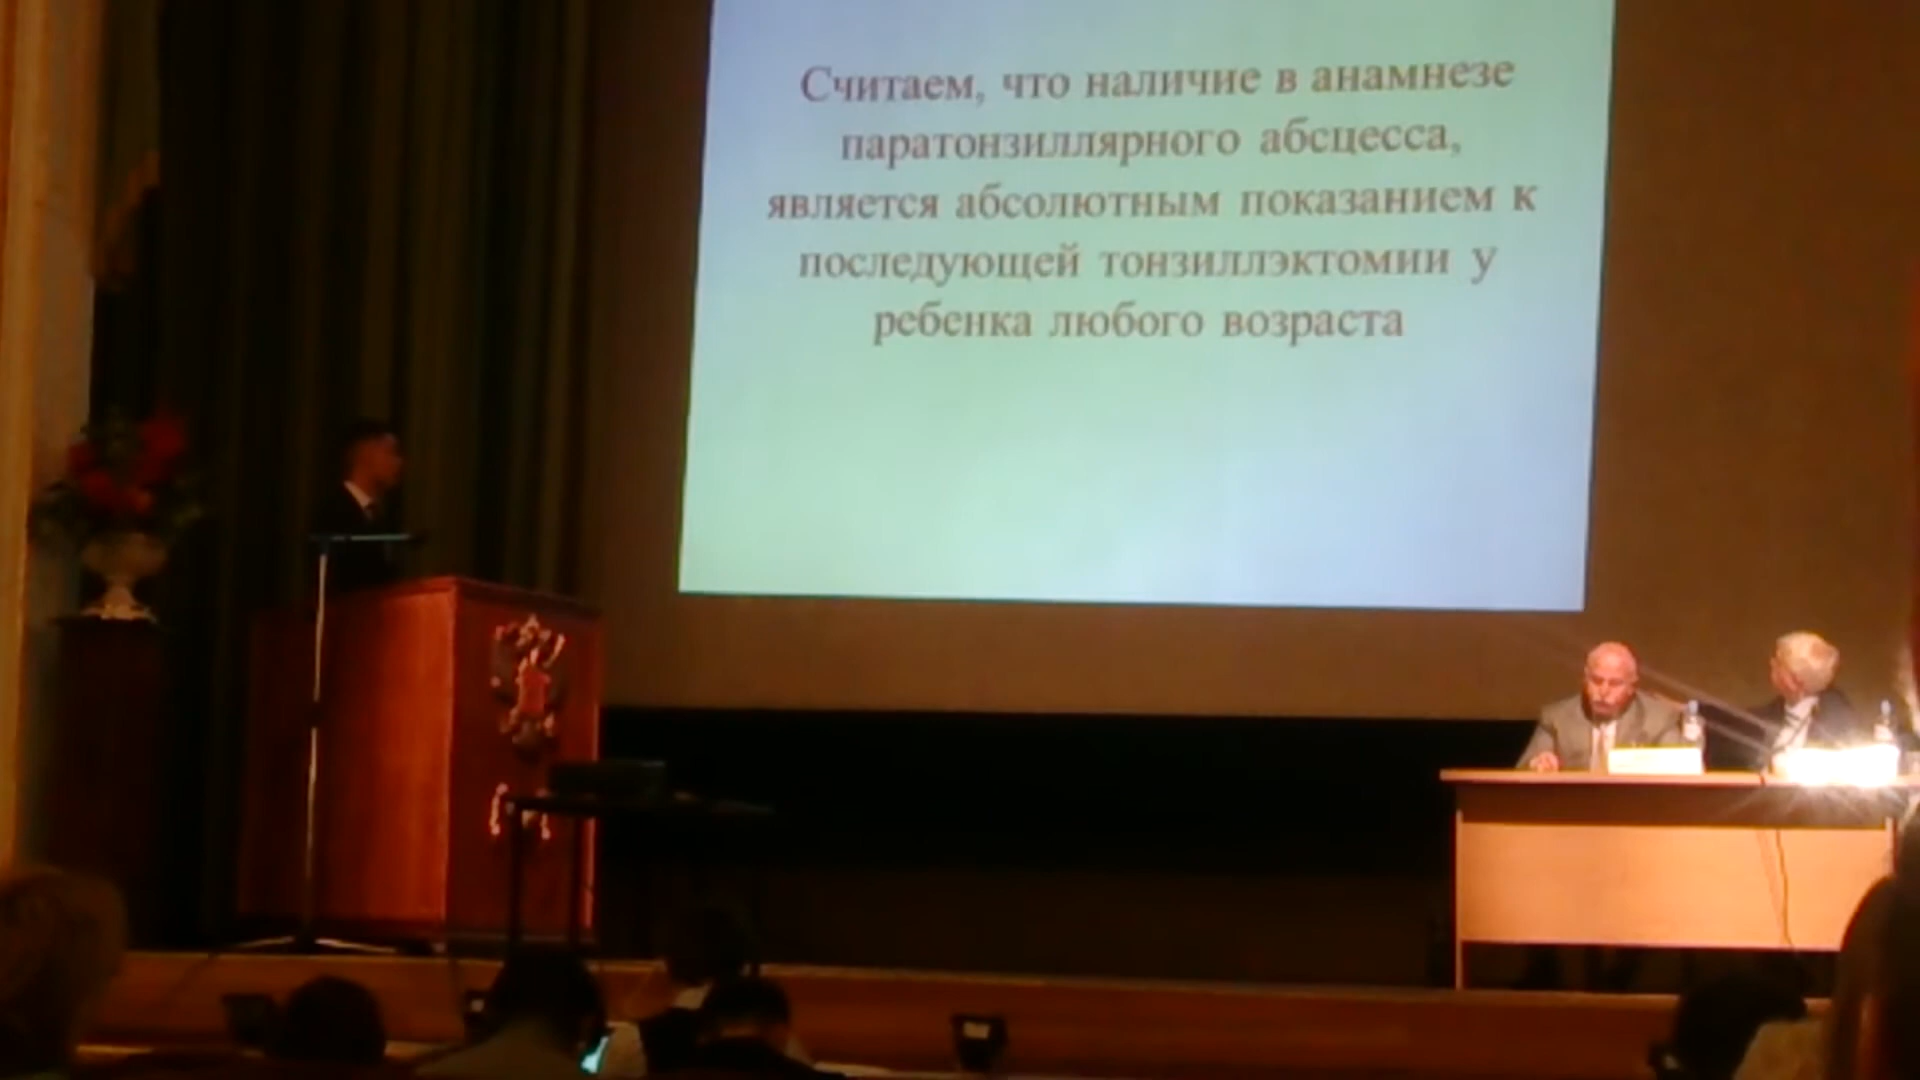 Считаем, что наличие в анамнезе
паратонзиллярного абсцесса,
является абсолютным показанием к
последующей тонзиллэктомии у
ребенка любого возраста